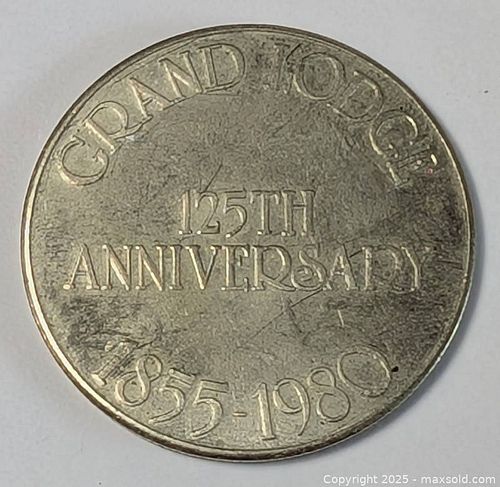 GRAND LODGE
125TH
ANNIVERSARY
1855-1980
Copyright 2025 - maxsold.com